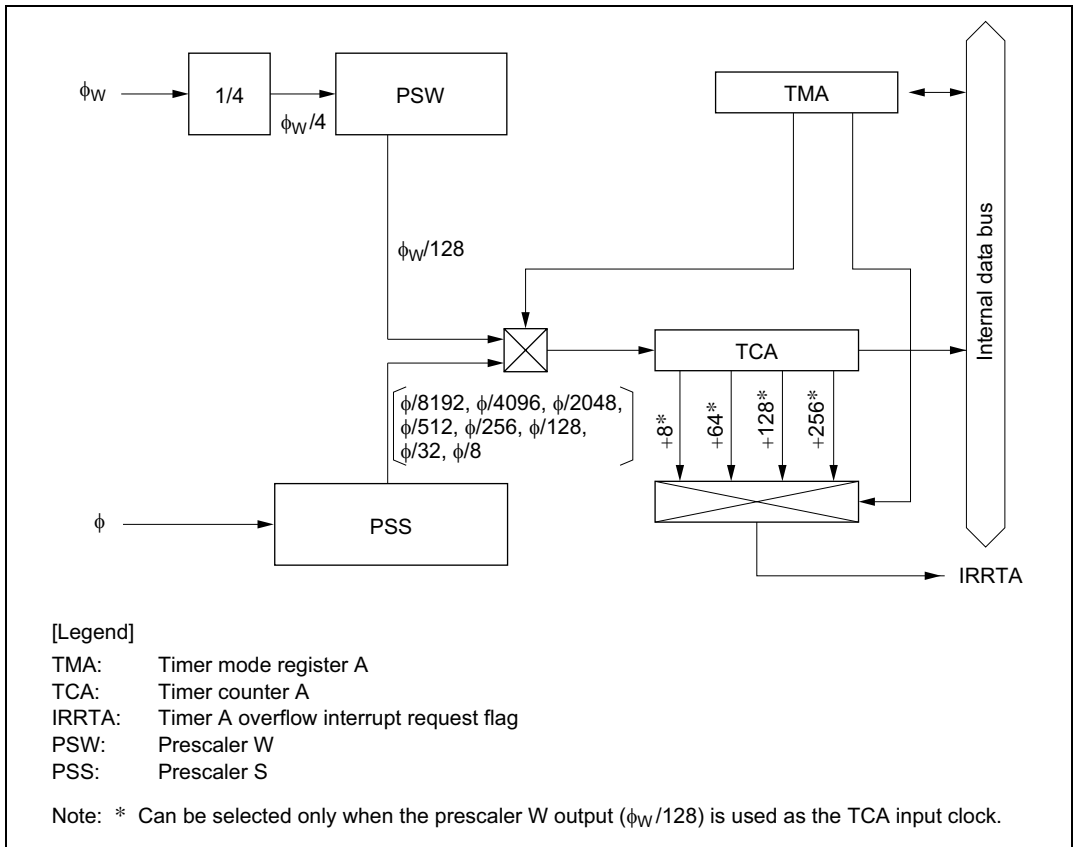 ϕW
1/4
ϕW/4
PSW
TMA
Internal data bus
ϕW/128
TCA
[ϕ/8192, ϕ/4096, ϕ/2048,
ϕ/512, ϕ/256, ϕ/128,
ϕ/32, ϕ/8]
÷8*
÷64*
÷128*
÷256*
ϕ
PSS
IRRTA
[Legend]
TMA: Timer mode register A
TCA: Timer counter A
IRRTA: Timer A overflow interrupt request flag
PSW: Prescaler W
PSS: Prescaler S
Note: * Can be selected only when the prescaler W output (ϕW/128) is used as the TCA input clock.